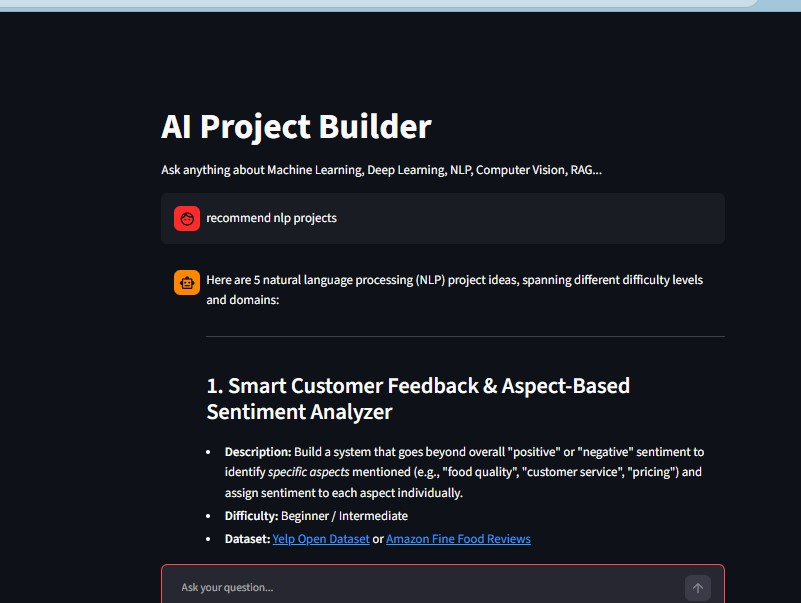 AI Project Builder
Ask anything about Machine Learning, Deep Learning, NLP, Computer Vision, RAG...
recommend nlp projects
Here are 5 natural language processing (NLP) project ideas, spanning different difficulty levels
and domains:
1. Smart Customer Feedback & Aspect-Based
Sentiment Analyzer
• Description: Build a system that goes beyond overall "positive" or "negative" sentiment to
identify specific aspects mentioned (e.g., "food quality", "customer service", "pricing") and
assign sentiment to each aspect individually.
• Difficulty: Beginner / Intermediate
• Dataset: Yelp Open Dataset or Amazon Fine Food Reviews
Ask your question...